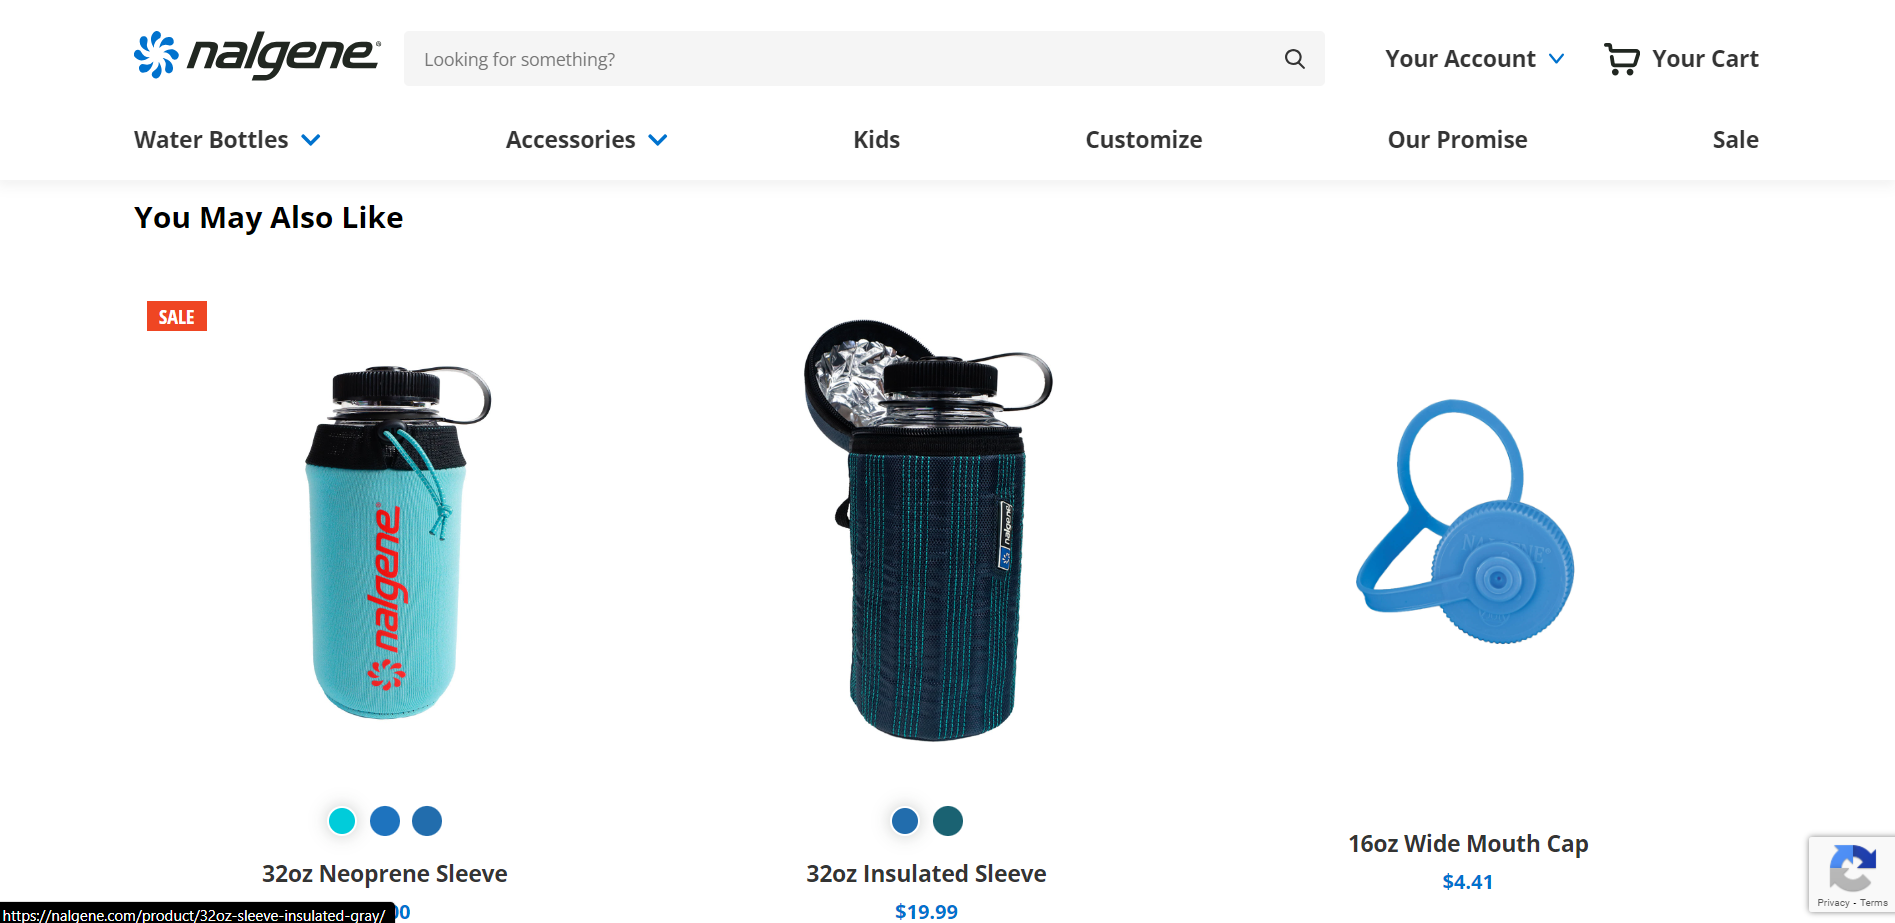 nalgene®
Looking for something?
Your Account
Your Cart
Water Bottles
Accessories
Kids
Customize
Our Promise
Sale
You May Also Like
SALE
nalgene
nalgene
NALGENE
32oz Neoprene Sleeve
32oz Insulated Sleeve
$19.99
16oz Wide Mouth Cap
$4.41
Privacy - Terms
https://nalgene.com/product/32oz-sleeve-insulated-gray/